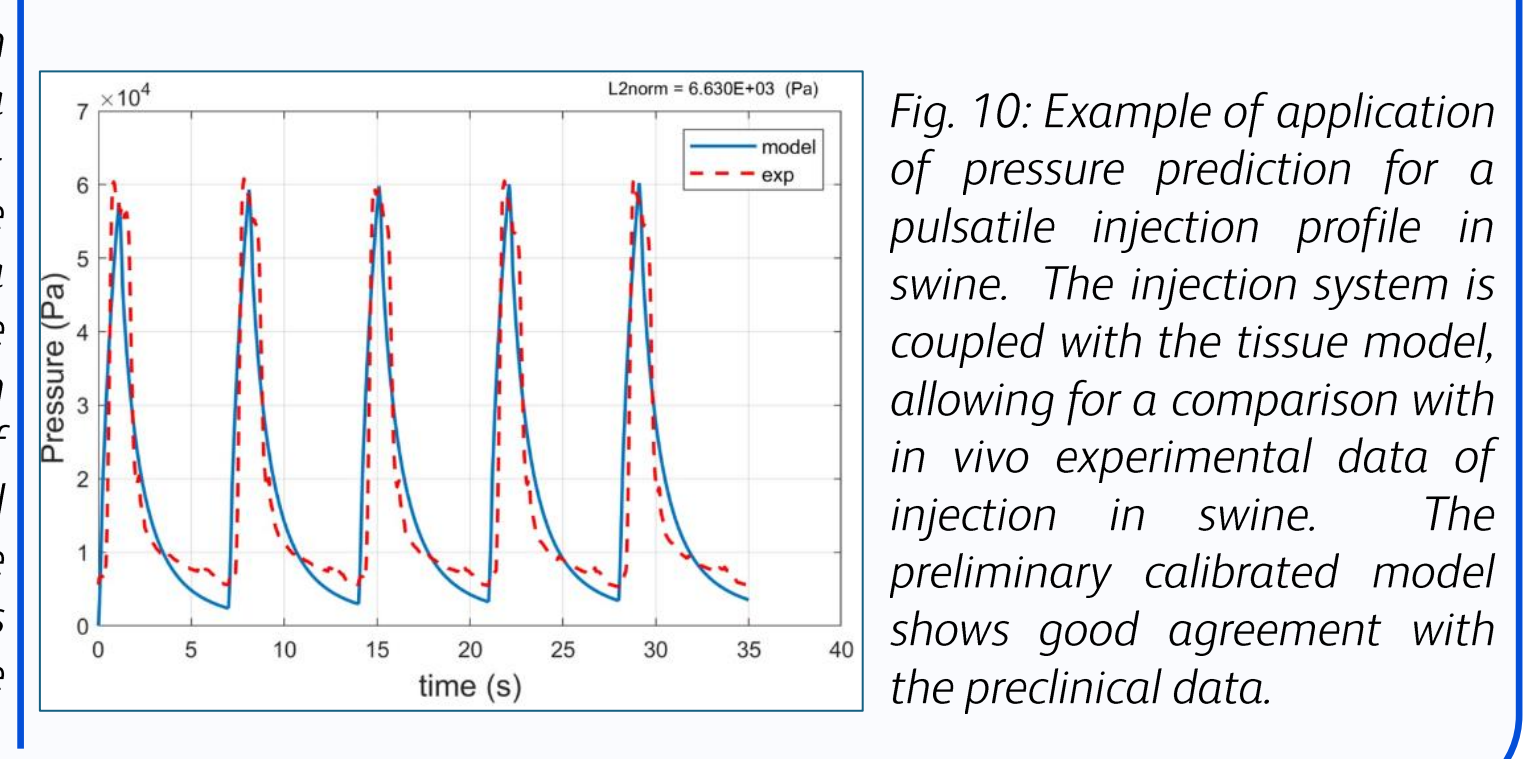 ×10⁴
L2norm = 6.630E+03 (Pa)
7
6
5
4
3
2
1
0
Pressure (Pa)
model
exp
0 5 10 15 20 25 30 35 40
time (s)
Fig. 10: Example of application
of pressure prediction for a
pulsatile injection profile in
swine. The injection system is
coupled with the tissue model,
allowing for a comparison with
in vivo experimental data of
injection in swine. The
preliminary calibrated model
shows good agreement with
the preclinical data.